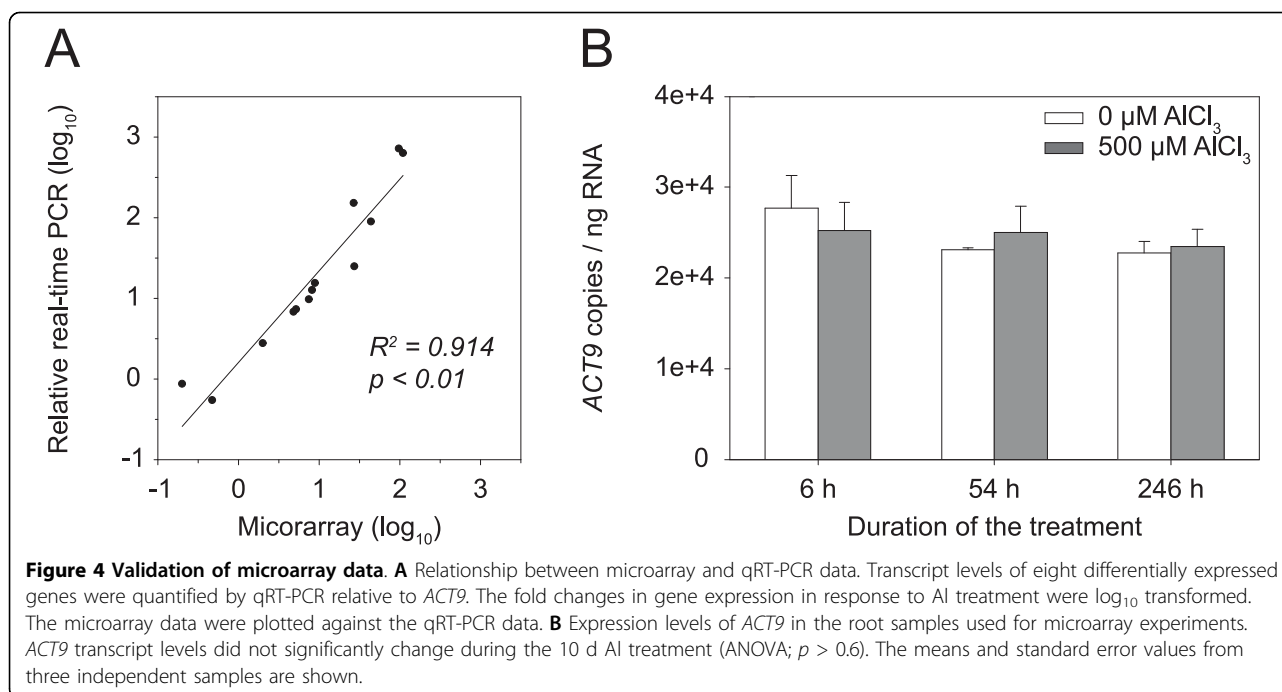 A
Relative real-time PCR (log10)
3
2
1
0
-1
R2 = 0.914
p < 0.01
-1 0 1 2 3
Micorarray (log10)
B
ACT9 copies / ng RNA
4e+4
3e+4
2e+4
1e+4
0
0 µM AlCl3
500 µM AlCl3
6 h 54 h 246 h
Duration of the treatment
Figure 4 Validation of microarray data. A Relationship between microarray and qRT-PCR data. Transcript levels of eight differentially expressed
genes were quantified by qRT-PCR relative to ACT9. The fold changes in gene expression in response to Al treatment were log10 transformed.
The microarray data were plotted against the qRT-PCR data. B Expression levels of ACT9 in the root samples used for microarray experiments.
ACT9 transcript levels did not significantly change during the 10 d Al treatment (ANOVA; p > 0.6). The means and standard error values from
three independent samples are shown.